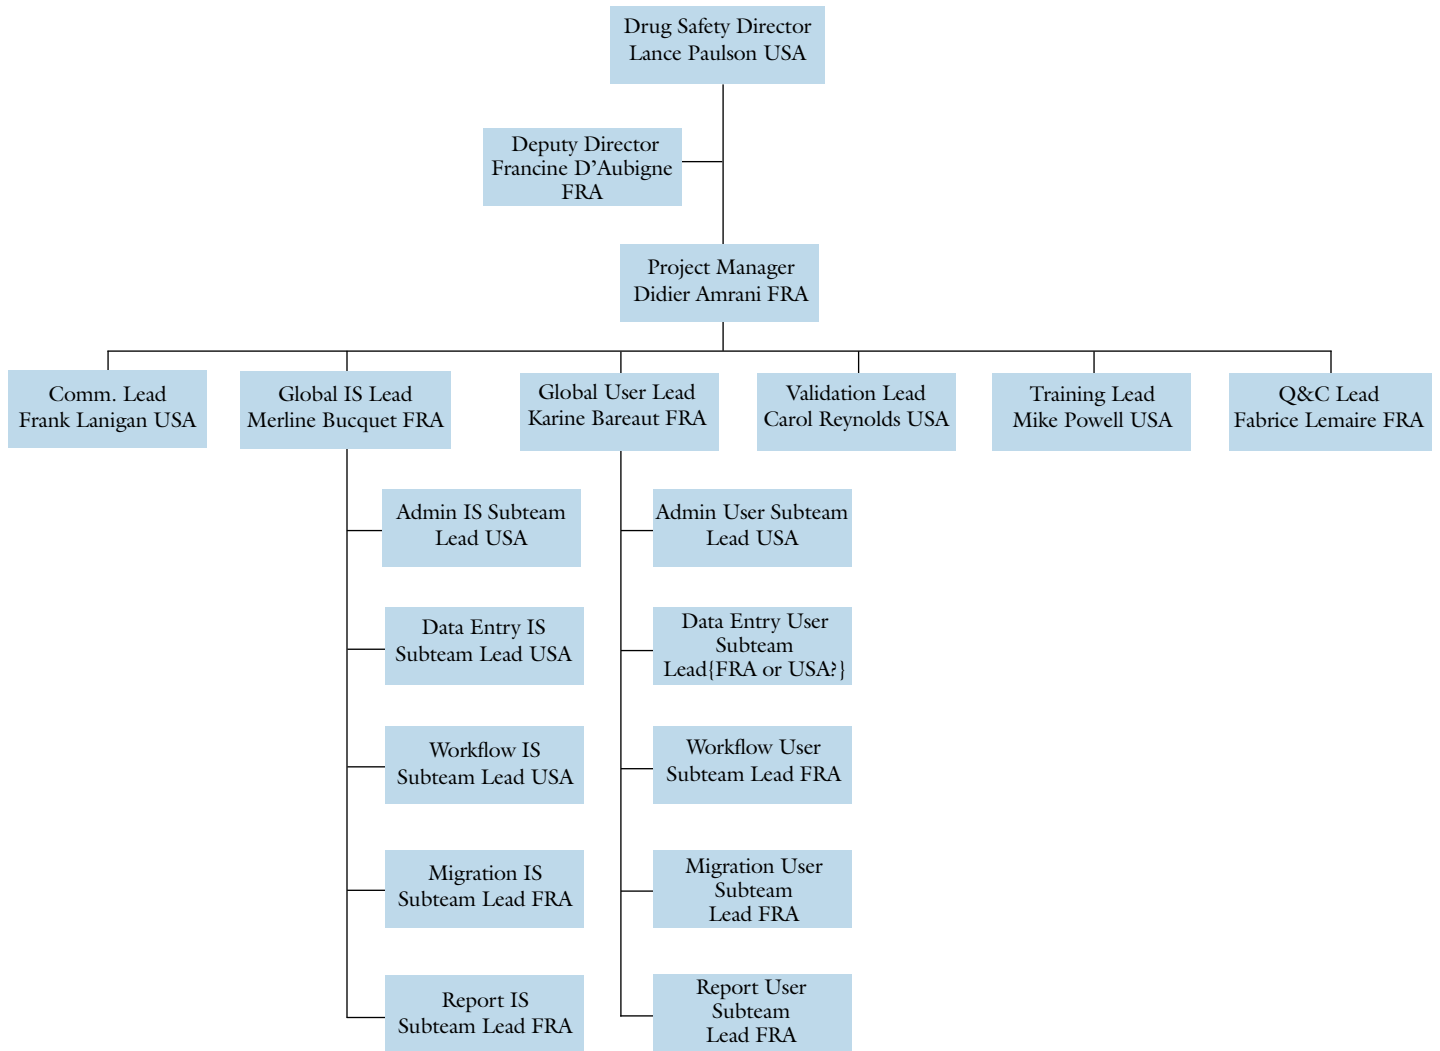 Drug Safety Director
Lance Paulson USA
Deputy Director
Francine D’Aubigne
FRA
Project Manager
Didier Amrani FRA
Comm. Lead
Frank Lanigan USA
Global IS Lead
Merline Bucquet FRA
Global User Lead
Karine Bareaut FRA
Validation Lead
Carol Reynolds USA
Training Lead
Mike Powell USA
Q&C Lead
Fabrice Lemaire FRA
Admin IS Subteam
Lead USA
Admin User Subteam
Lead USA
Data Entry IS
Subteam Lead USA
Data Entry User
Subteam
Lead{FRA or USA?}
Workflow IS
Subteam Lead USA
Workflow User
Subteam Lead FRA
Migration IS
Subteam Lead FRA
Migration User
Subteam
Lead FRA
Report IS
Subteam Lead FRA
Report User
Subteam
Lead FRA